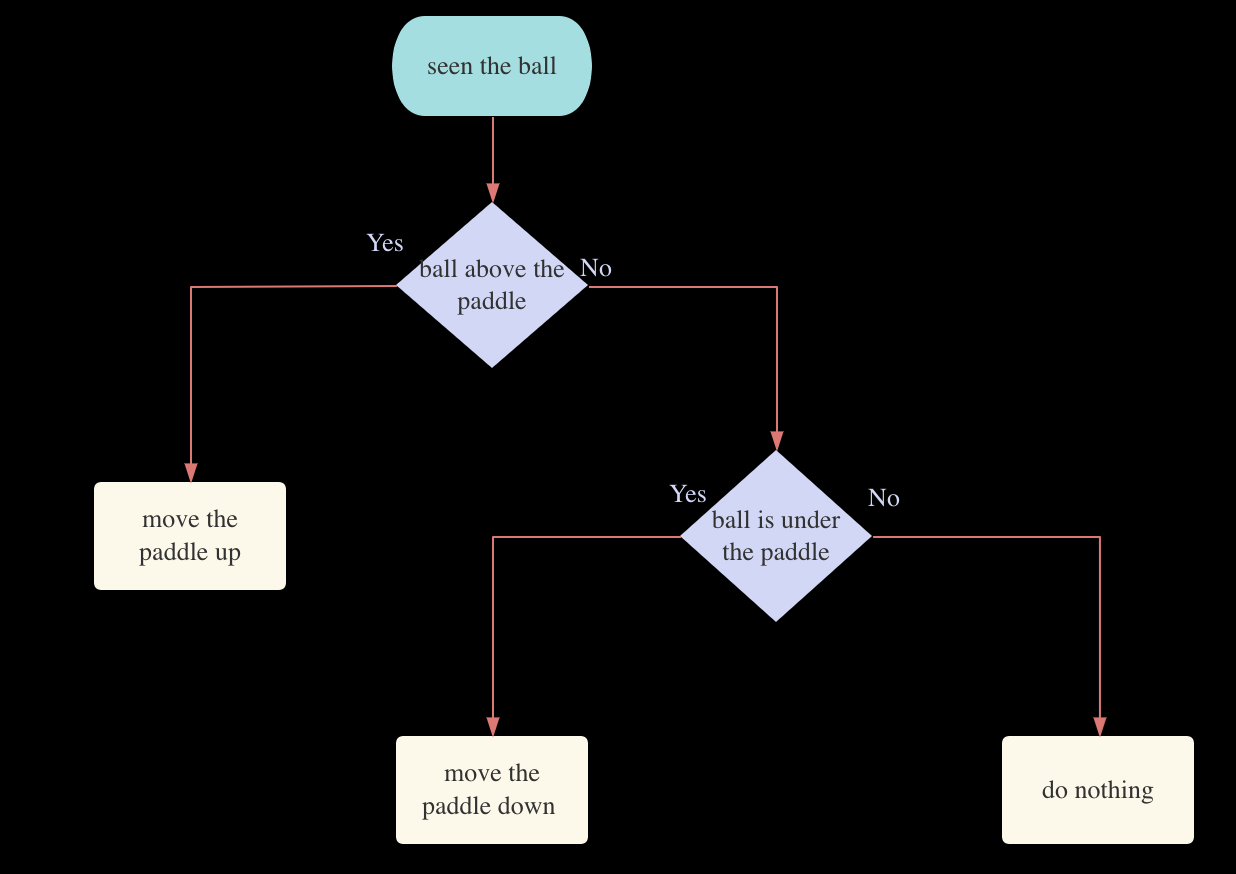 seen the ball
Yes
No
ball above the
paddle
move the
paddle up
Yes
No
ball is under
the paddle
move the
paddle down
do nothing